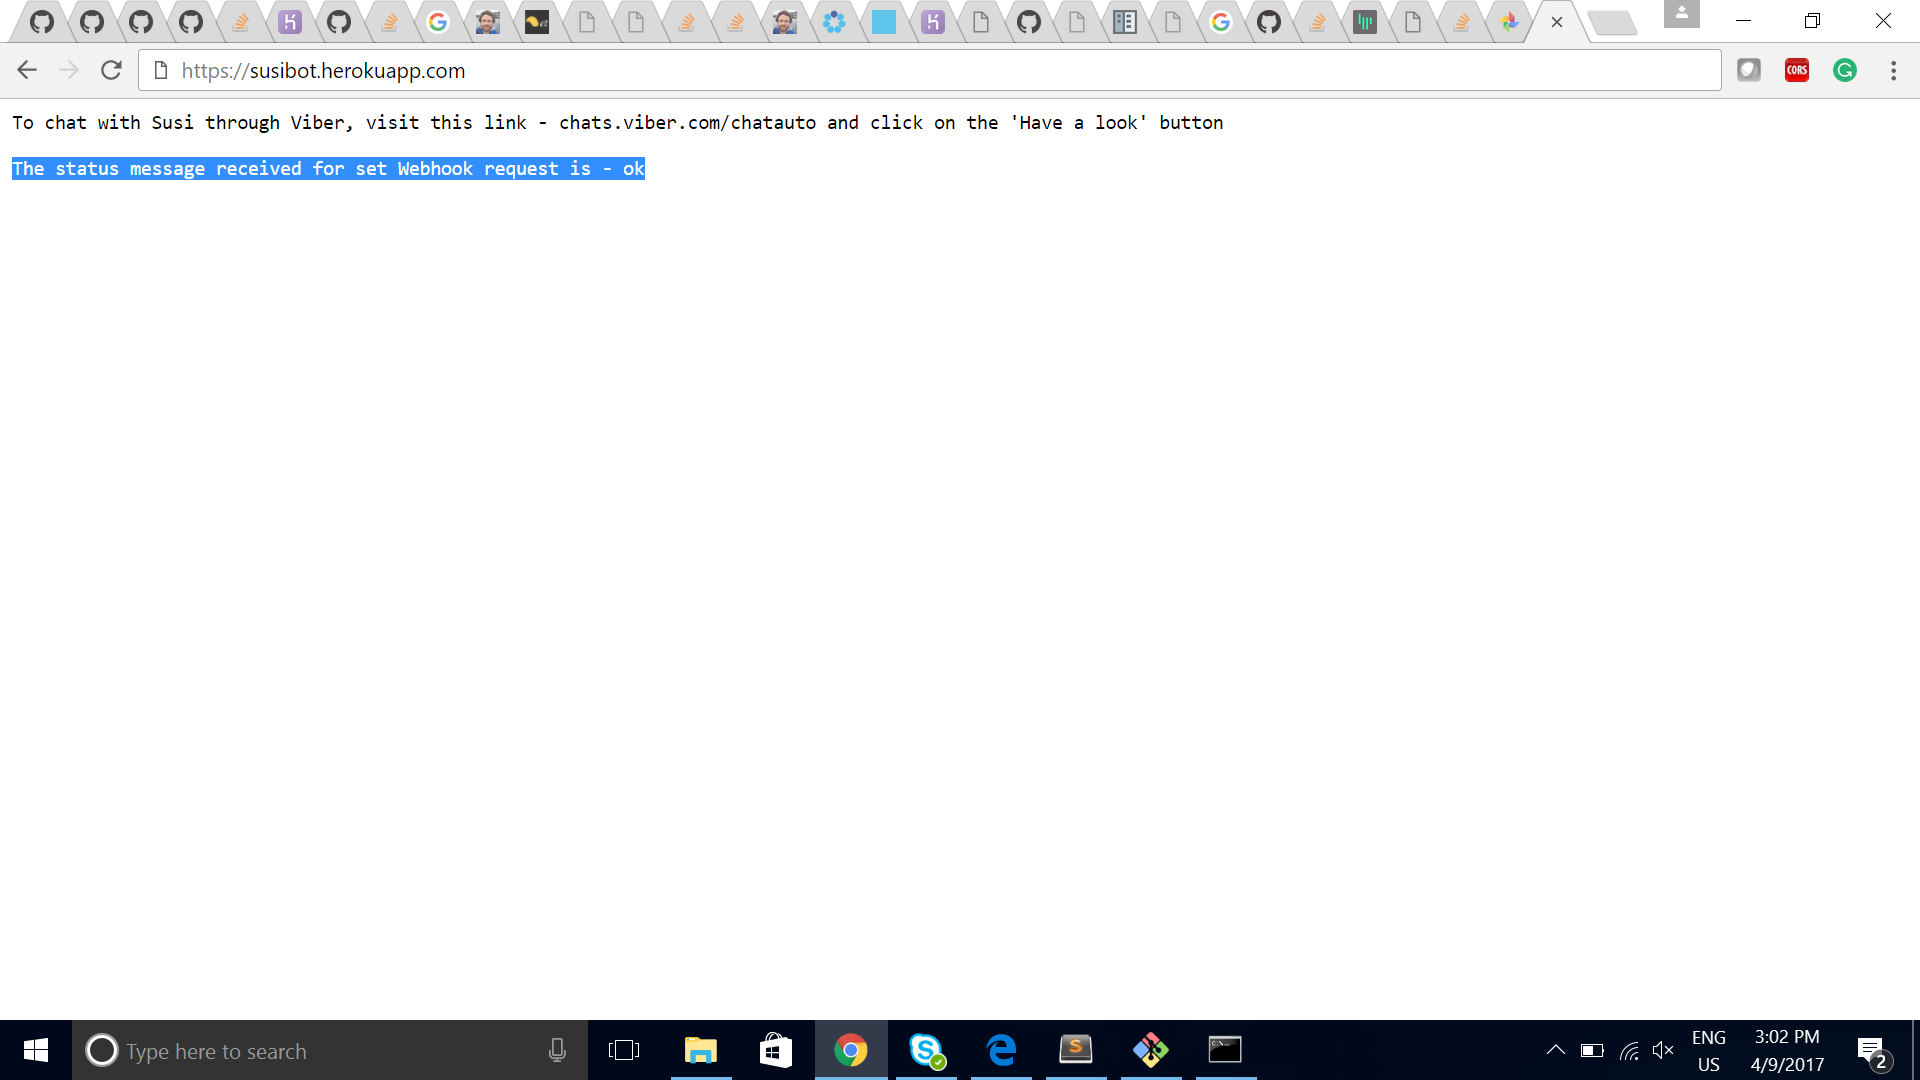 https://susibot.herokuapp.com
CORS
To chat with Susi through Viber, visit this link - chats.viber.com/chatauto and click on the 'Have a look' button
The status message received for set Webhook request is - ok
Type here to search
ENG
US
3:02 PM
4/9/2017
2